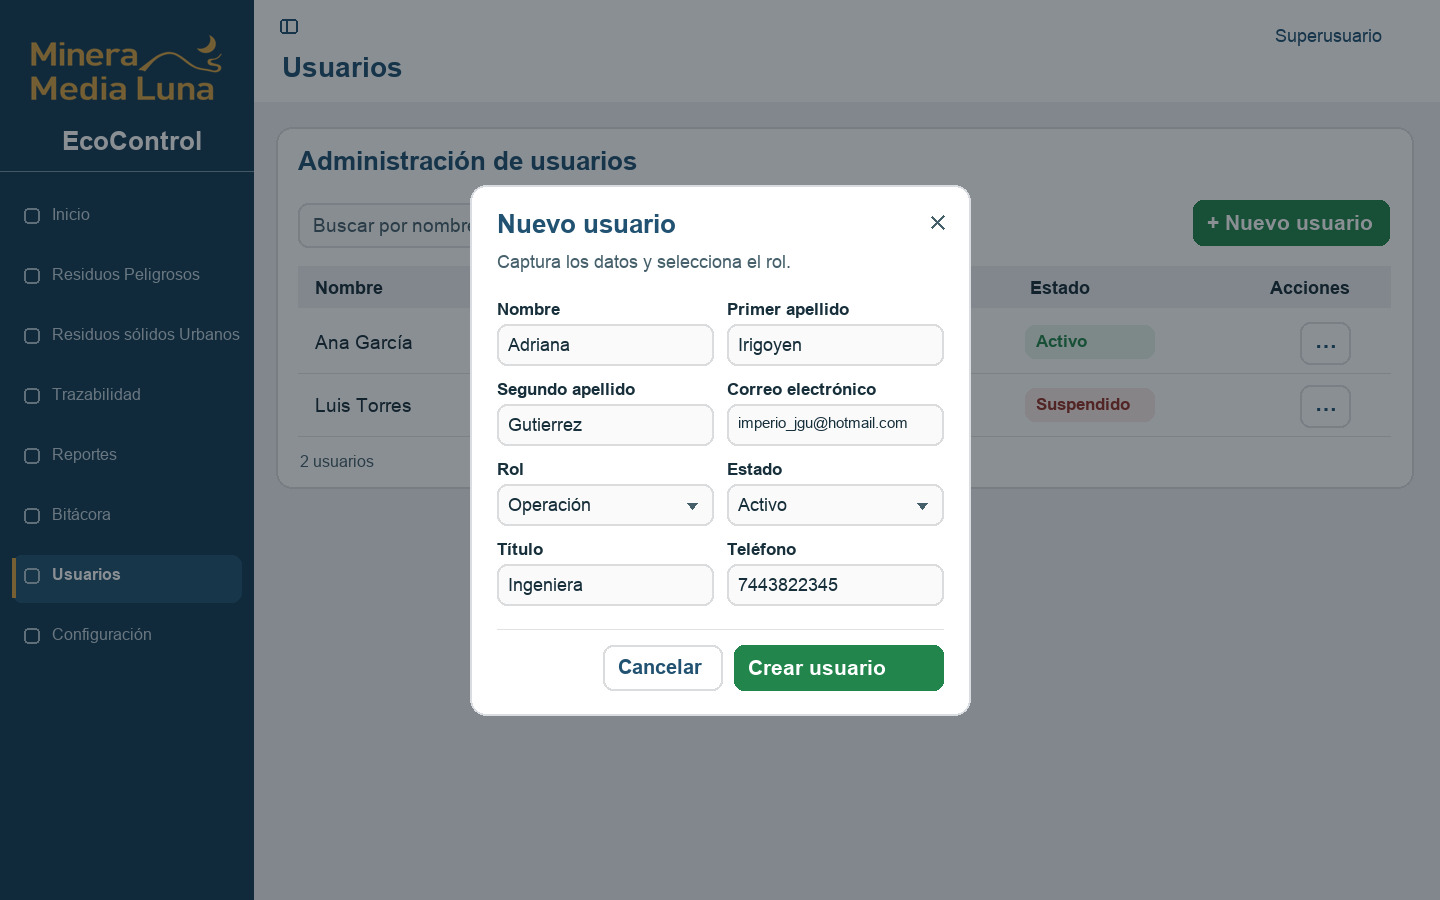 Minera
Media Luna
EcoControl
Inicio
Residuos Peligrosos
Residuos sólidos Urbanos
Trazabilidad
Reportes
Bitácora
Usuarios
Configuración
Superusuario
Usuarios
Administración de usuarios
Buscar por nombre
+ Nuevo usuario
Nombre
Estado
Acciones
Ana García
Activo
...
Luis Torres
Suspendido
...
2 usuarios
Nuevo usuario
Captura los datos y selecciona el rol.
Nombre
Primer apellido
Adriana
Irigoyen
Segundo apellido
Correo electrónico
Gutierrez
imperio_jgu@hotmail.com
Rol
Estado
Operación
Activo
Título
Teléfono
Ingeniera
7443822345
Cancelar
Crear usuario